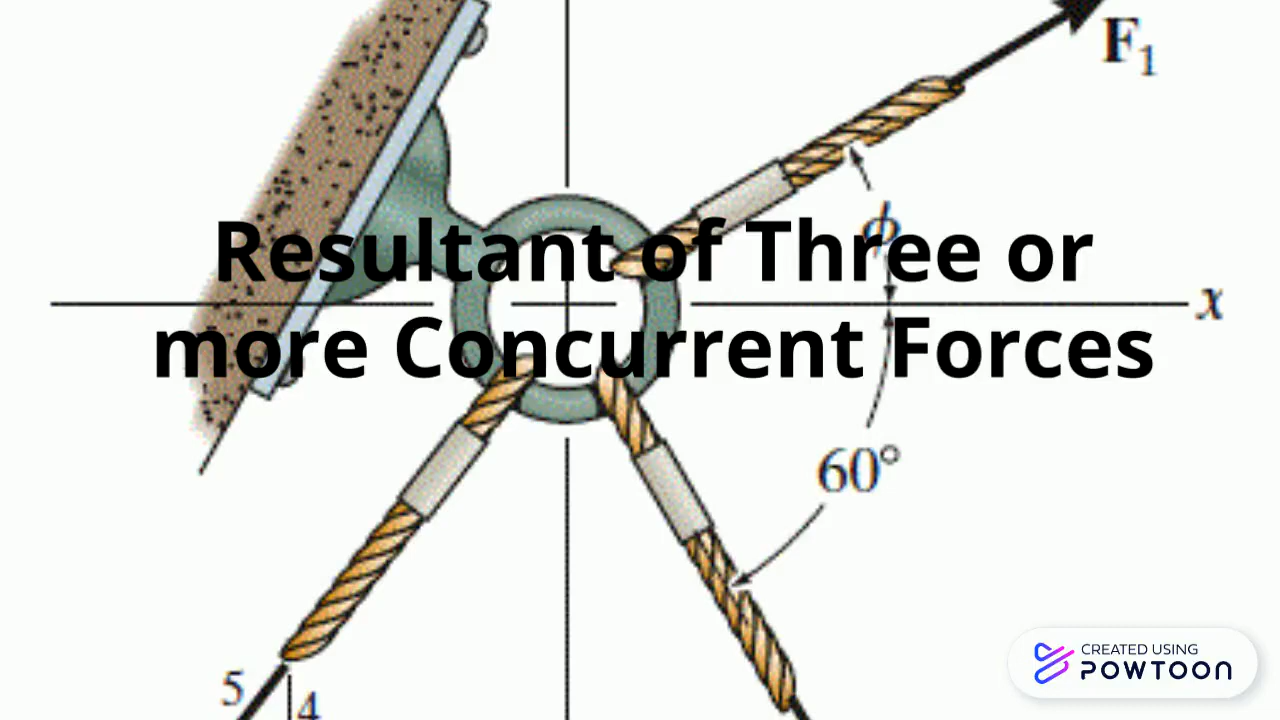 F1
ϕ
Resultant of Three or
more Concurrent Forces
x
60°
5
4
CREATED USING
POWTOON